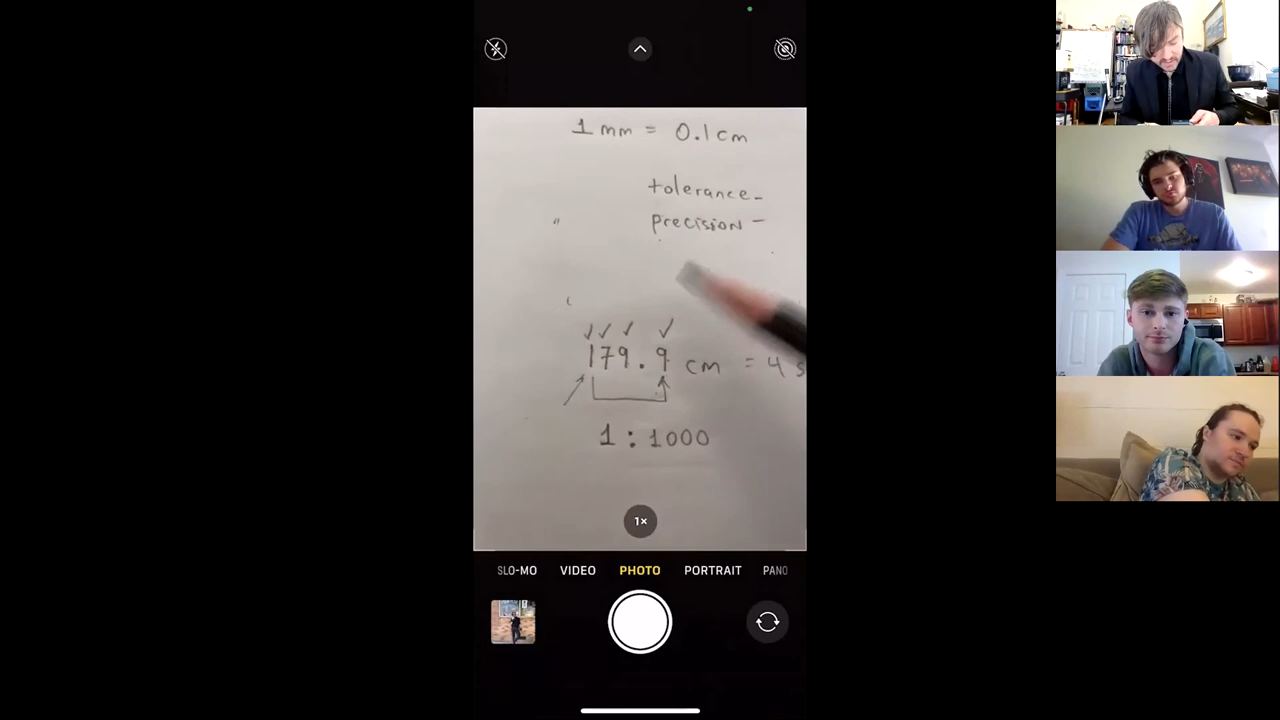 1 mm = 0.1 cm
tolerance -
precision -
✓ ✓ ✓ ✓
179.9 cm = 4 s
1 : 1000
1×
SLO-MO VIDEO PHOTO PORTRAIT PANO